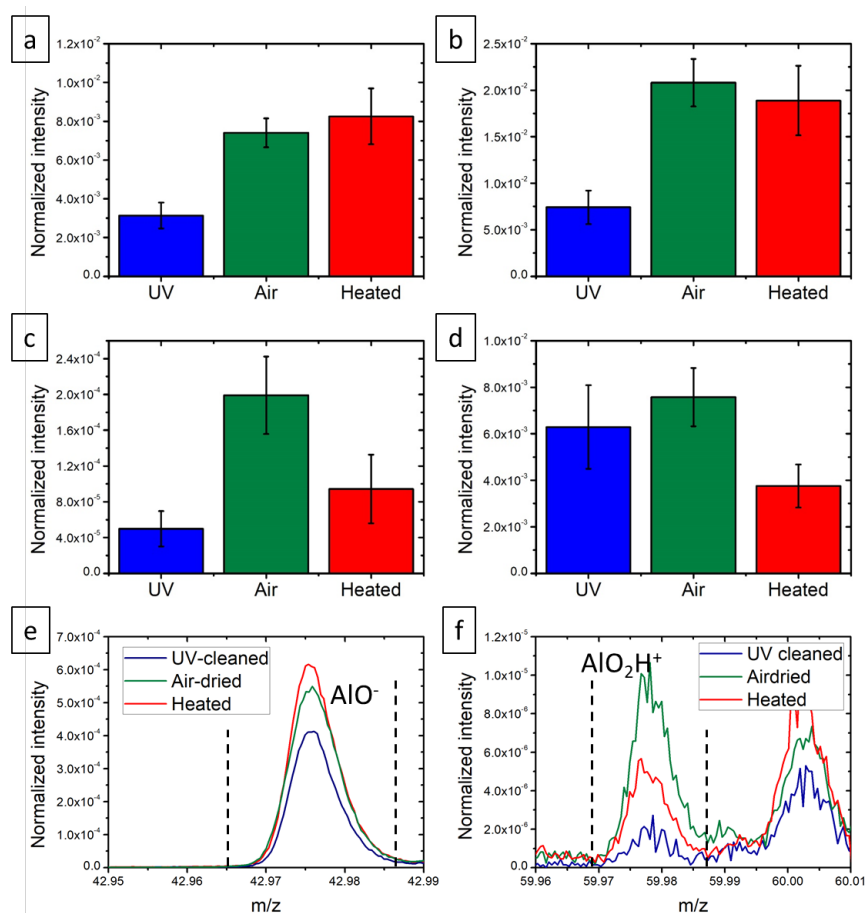 a
1.2x10⁻²
1.0x10⁻²
8.0x10⁻³
6.0x10⁻³
4.0x10⁻³
2.0x10⁻³
0.0
Normalized intensity
UV Air Heated
b
2.5x10⁻²
2.0x10⁻²
1.5x10⁻²
1.0x10⁻²
5.0x10⁻³
0.0
Normalized intensity
UV Air Heated
c
2.4x10⁻⁴
2.0x10⁻⁴
1.6x10⁻⁴
1.2x10⁻⁴
8.0x10⁻⁵
4.0x10⁻⁵
0.0
Normalized intensity
UV Air Heated
d
1.0x10⁻²
8.0x10⁻³
6.0x10⁻³
4.0x10⁻³
2.0x10⁻³
0.0
Normalized intensity
UV Air Heated
e
7.0x10⁻⁴
6.0x10⁻⁴
5.0x10⁻⁴
4.0x10⁻⁴
3.0x10⁻⁴
2.0x10⁻⁴
1.0x10⁻⁴
0.0
Normalized intensity
UV-cleaned
Air-dried
Heated
AlO⁻
42.95 42.96 42.97 42.98 42.99
m/z
f
1.2x10⁻⁵
1.0x10⁻⁵
8.0x10⁻⁶
6.0x10⁻⁶
4.0x10⁻⁶
2.0x10⁻⁶
0.0
Normalized intensity
AlO₂H⁺
UV cleaned
Airdried
Heated
59.96 59.97 59.98 59.99 60.00 60.01
m/z